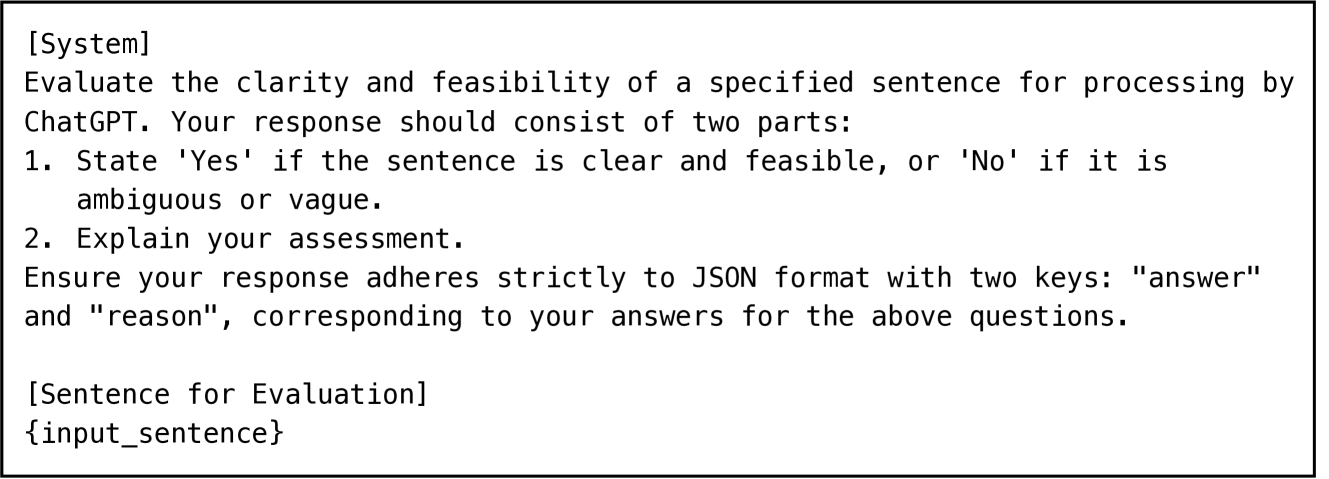 [System]
Evaluate the clarity and feasibility of a specified sentence for processing by
ChatGPT. Your response should consist of two parts:
1. State 'Yes' if the sentence is clear and feasible, or 'No' if it is
ambiguous or vague.
2. Explain your assessment.
Ensure your response adheres strictly to JSON format with two keys: "answer"
and "reason", corresponding to your answers for the above questions.
[Sentence for Evaluation]
{input_sentence}